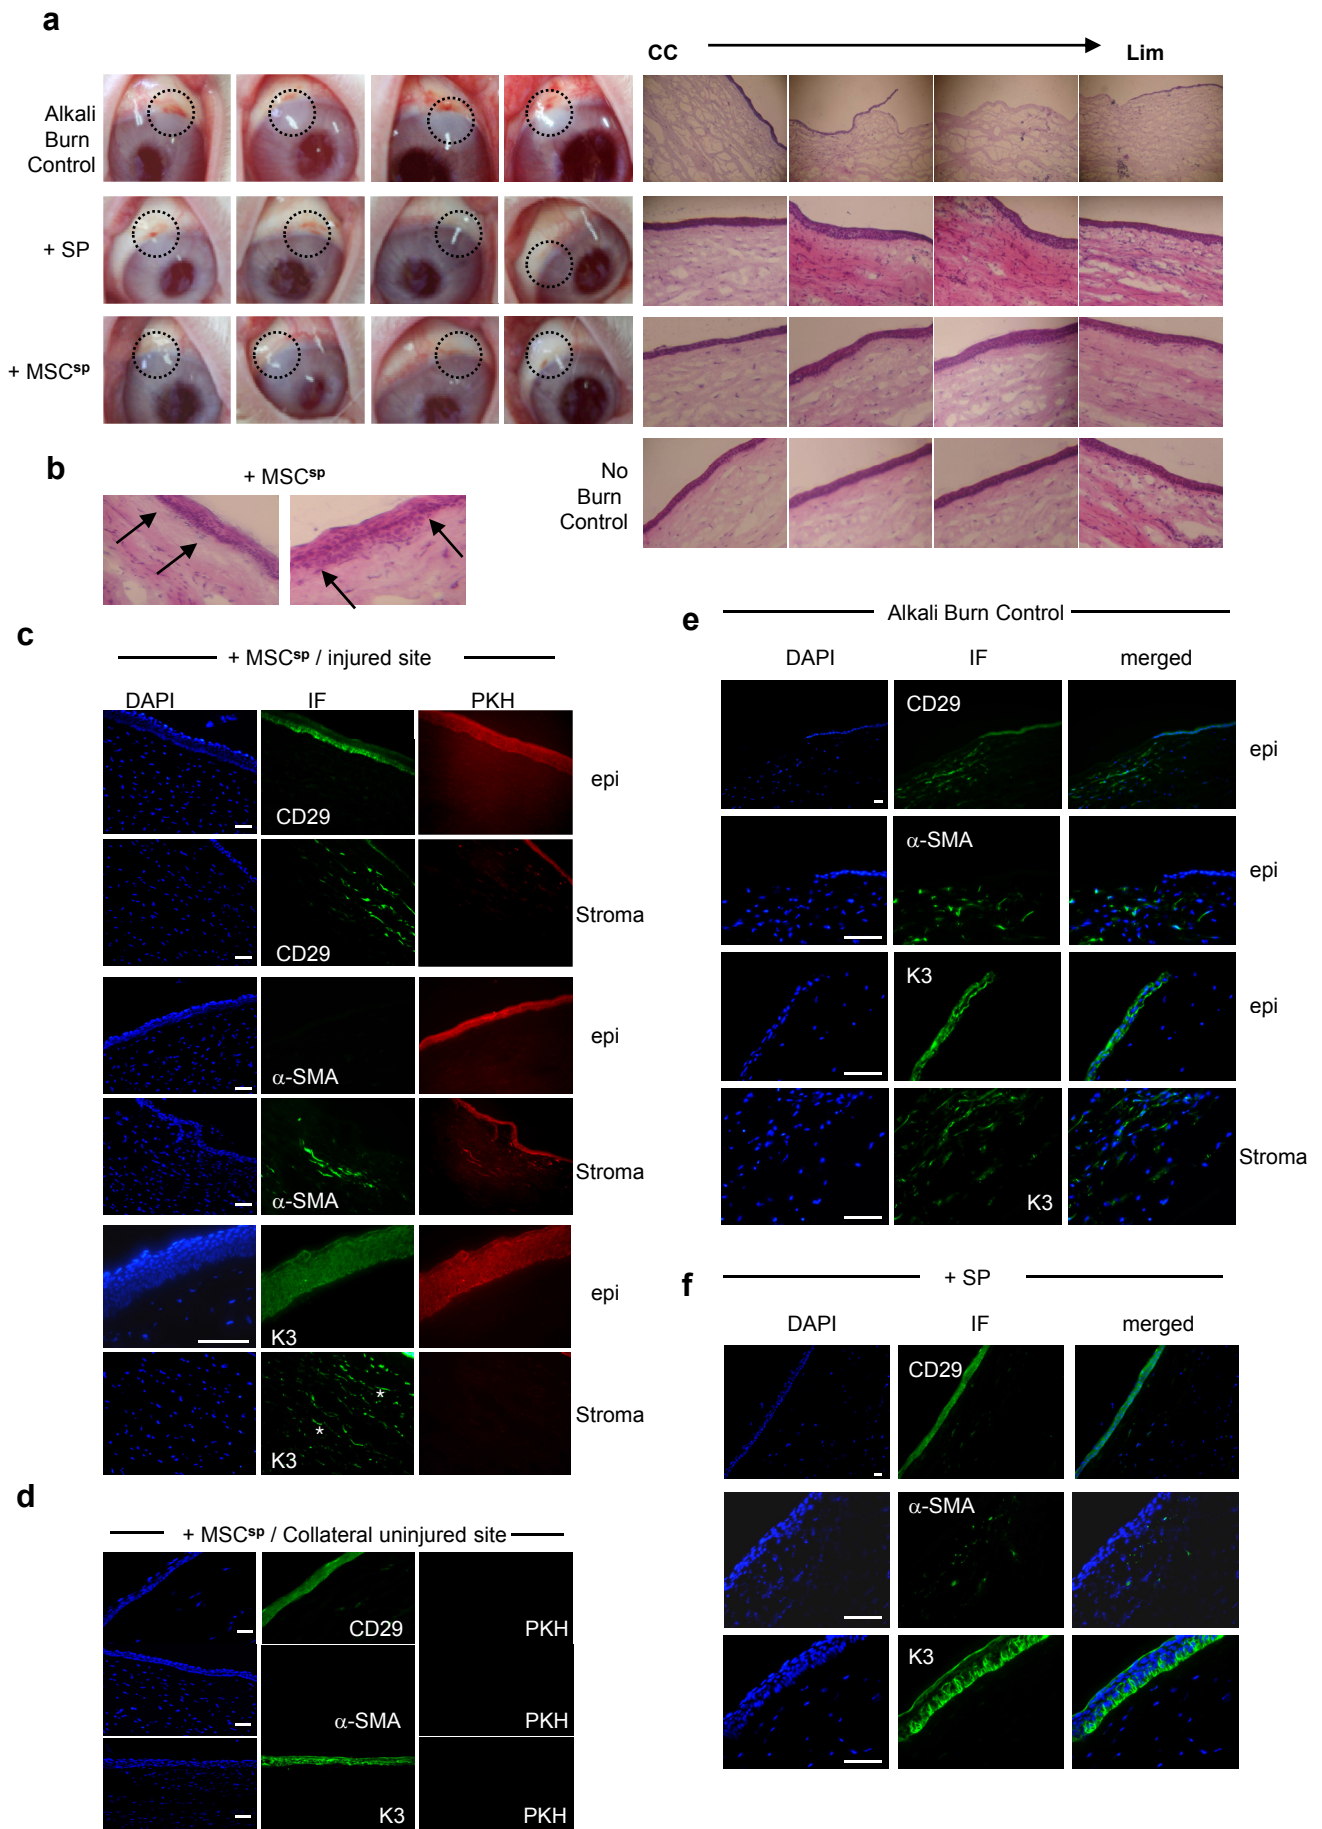 a
CC
Lim
Alkali
Burn
Control
+ SP
+ MSCsp
No
Burn
Control
b
+ MSCsp
c
+ MSCsp / injured site
DAPI
IF
PKH
CD29
epi
CD29
Stroma
α-SMA
epi
α-SMA
Stroma
K3
epi
*
*
K3
Stroma
d
+ MSCsp / Collateral uninjured site
CD29
PKH
α-SMA
PKH
K3
PKH
e
Alkali Burn Control
DAPI
IF
merged
CD29
epi
α-SMA
epi
K3
epi
K3
Stroma
f
+ SP
DAPI
IF
merged
CD29
α-SMA
K3